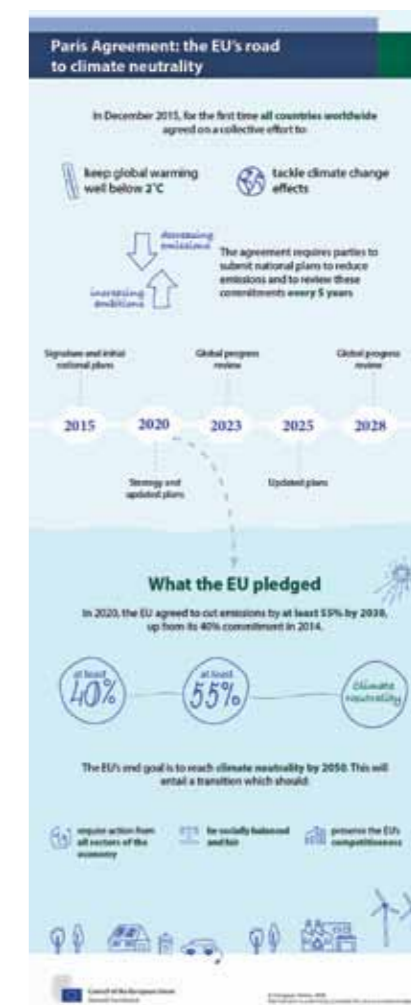 Paris Agreement: the EU's road
to climate neutrality
In December 2015, for the first time all countries worldwide
agreed on a collective effort to:
keep global warming
well below 2°C
tackle climate change
effects
decreasing
emissions
increasing
ambitions
The agreement requires parties to
submit national plans to reduce
emissions and to review these
commitments every 5 years
Signature and initial
national plans
Global progress
review
Global progress
review
2015
2020
2023
2025
2028
Strategy and
updated plans
Updated plans
What the EU pledged
In 2020, the EU agreed to cut emissions by at least 55% by 2030,
up from its 40% commitment in 2014.
at least
40%
at least
55%
Climate
neutrality
The EU's end goal is to reach climate neutrality by 2050. This will
entail a transition which should:
require action from
all sectors of the
economy
be socially balanced
and fair
preserve the EU's
competitiveness
Council of the European Union
General Secretariat
© European Union,